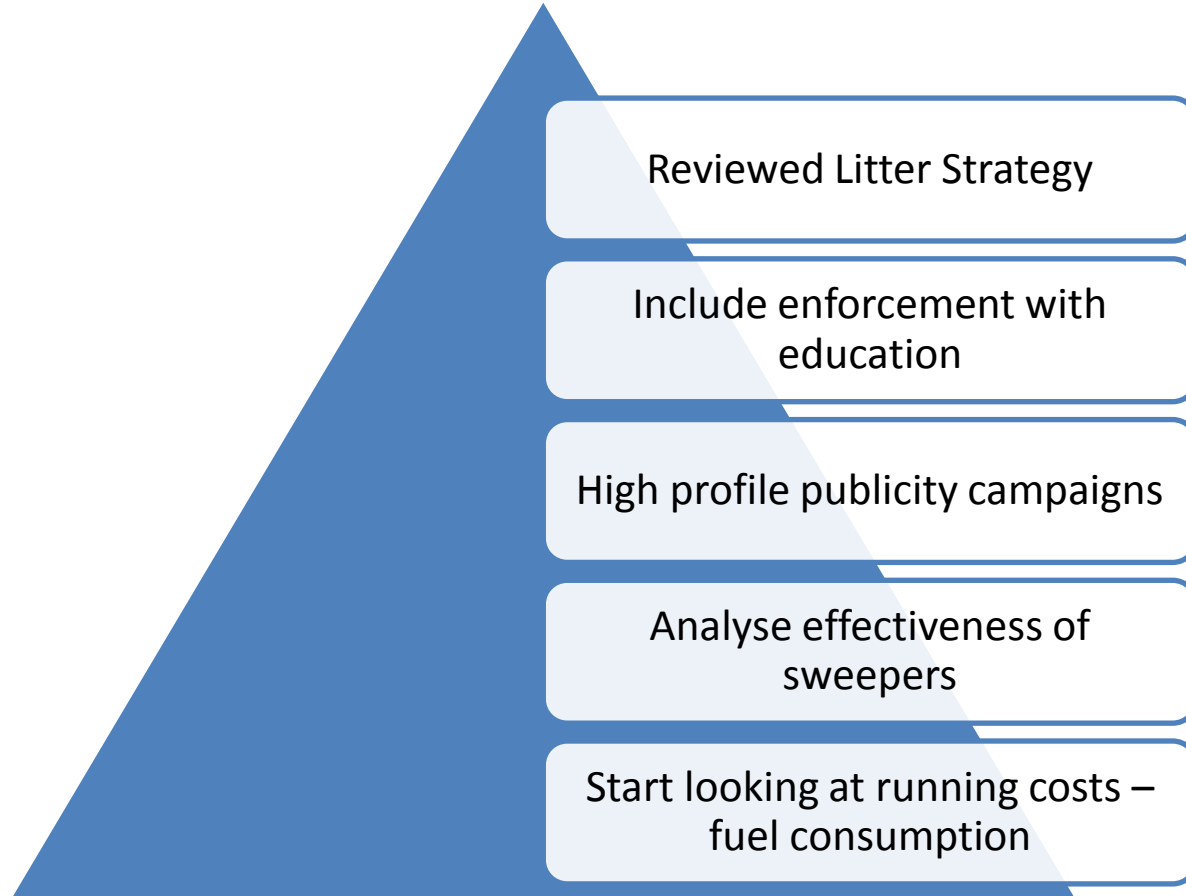 Reviewed Litter Strategy
Include enforcement with
education
High profile publicity campaigns
Analyse effectiveness of
sweepers
Start looking at running costs –
fuel consumption